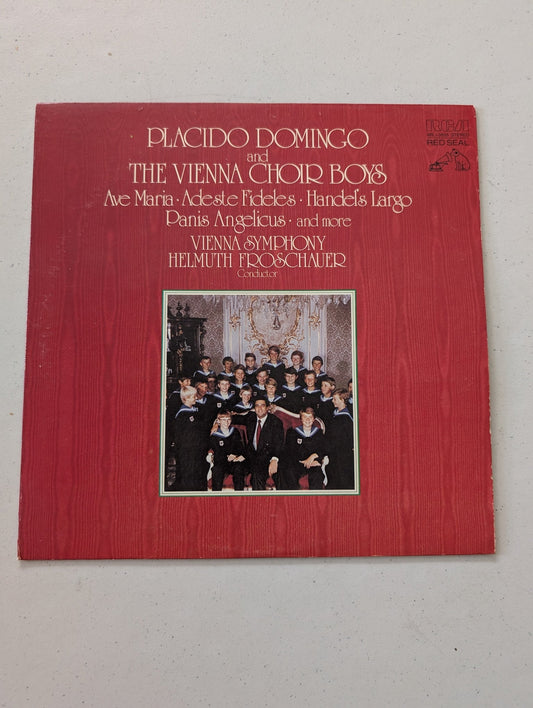 PLACIDO DOMINGO
and
THE VIENNA CHOIR BOYS
Ave Maria · Adeste Fideles · Handel's Largo
Panis Angelicus · and more
VIENNA SYMPHONY
HELMUTH FROSCHAUER
Conductor
RCA
STEREO
RED SEAL